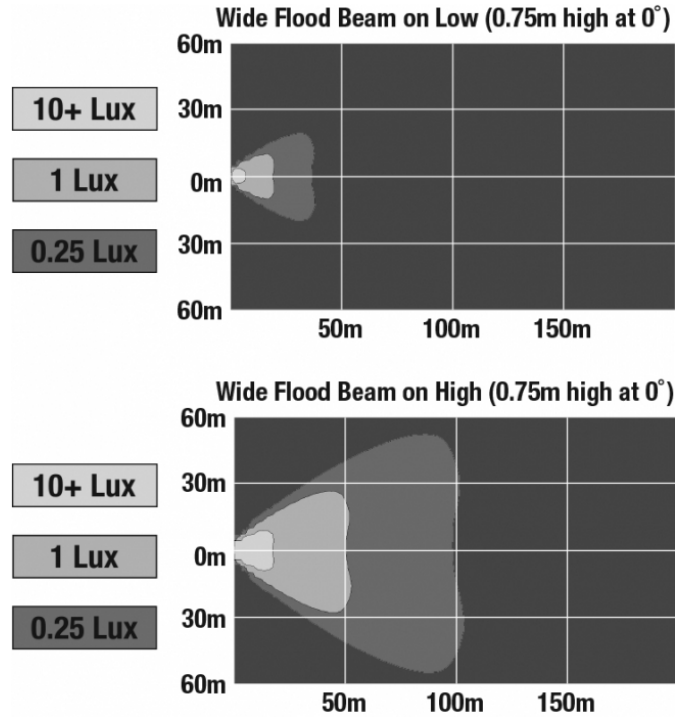 Wide Flood Beam on Low (0.75m high at 0°)
60m
10+ Lux
30m
1 Lux
0m
0.25 Lux
30m
60m
50m 100m 150m
Wide Flood Beam on High (0.75m high at 0°)
60m
10+ Lux
30m
1 Lux
0m
0.25 Lux
30m
60m
50m 100m 150m